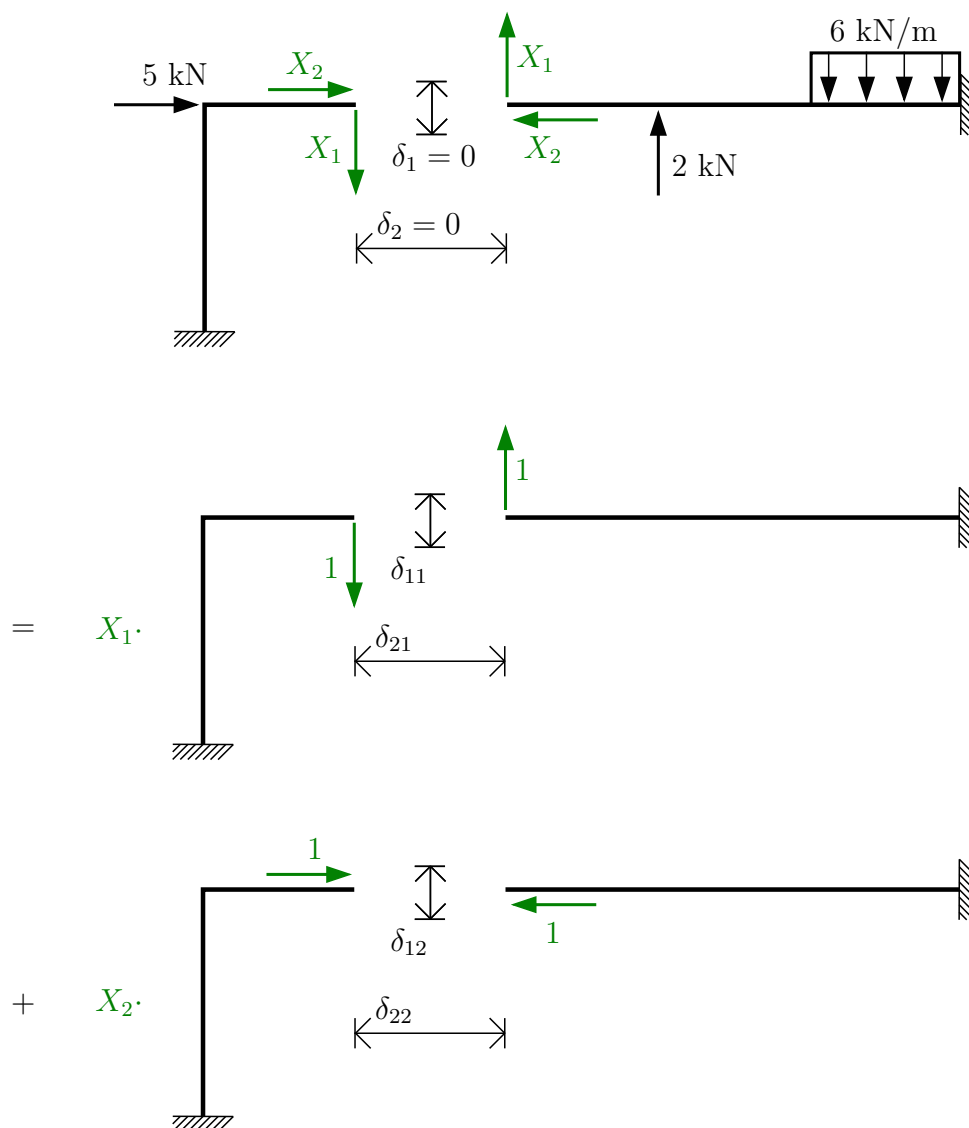 6 kN/m
5 kN
X₂
X₁
X₁
δ₁ = 0
X₂
2 kN
δ₂ = 0
1
1
δ₁₁
= X₁·
δ₂₁
1
1
δ₁₂
+ X₂·
δ₂₂